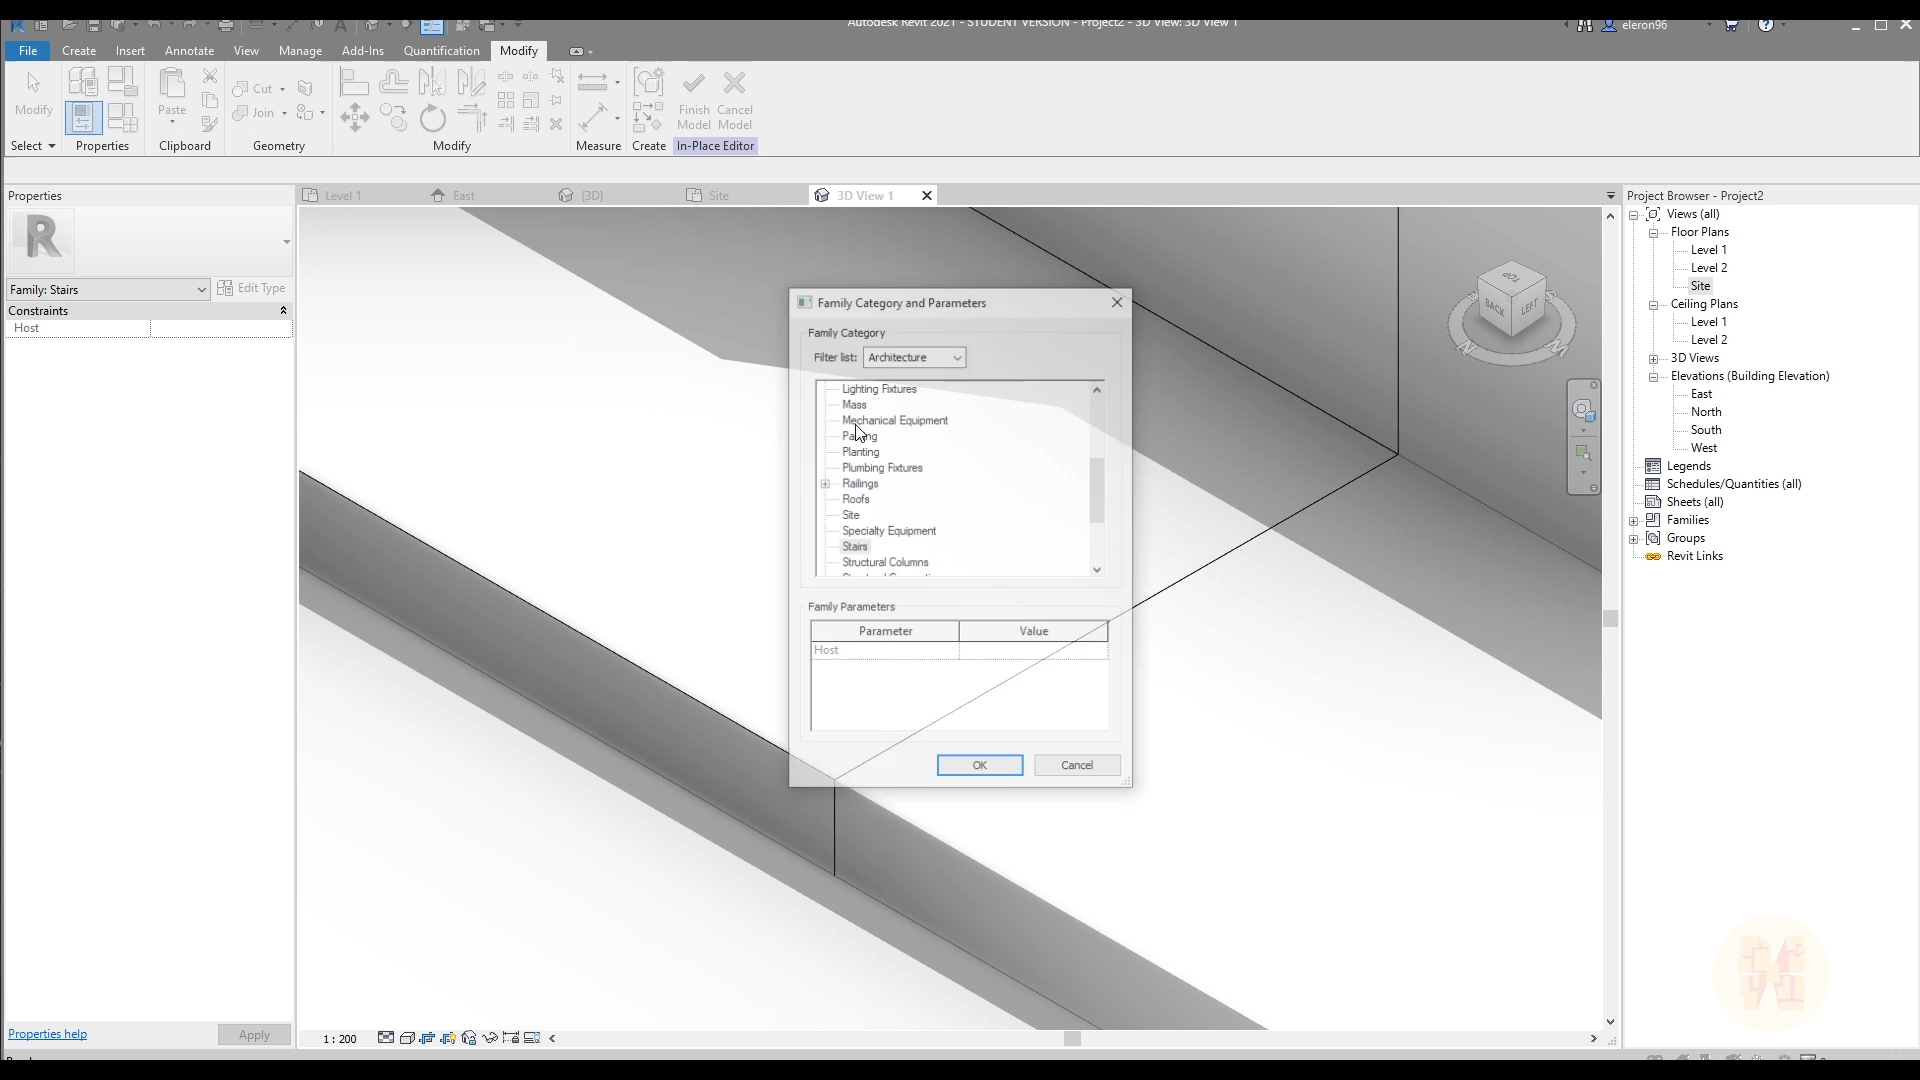 Autodesk Revit 2021 - STUDENT VERSION - Project2 - 3D View: 3D View 1
eleron96
File Create Insert Annotate View Manage Add-Ins Quantification Modify
Modify
Paste
Cut
Join
Finish Model
Cancel Model
Select Properties Clipboard Geometry Modify Measure Create In-Place Editor
Properties
Level 1 East {3D} Site 3D View 1
Project Browser - Project2
Family: Stairs
Edit Type
Constraints
Host
Family Category and Parameters
Family Category
Filter list: Architecture
Lighting Fixtures
Mass
Mechanical Equipment
Parking
Planting
Plumbing Fixtures
Railings
Roofs
Site
Specialty Equipment
Stairs
Structural Columns
Family Parameters
Parameter Value
Host
OK Cancel
TOP
BACK LEFT
N
Views (all)
Floor Plans
Level 1
Level 2
Site
Ceiling Plans
Level 1
Level 2
3D Views
Elevations (Building Elevation)
East
North
South
West
Legends
Schedules/Quantities (all)
Sheets (all)
Families
Groups
Revit Links
Properties help
Apply
1 : 200